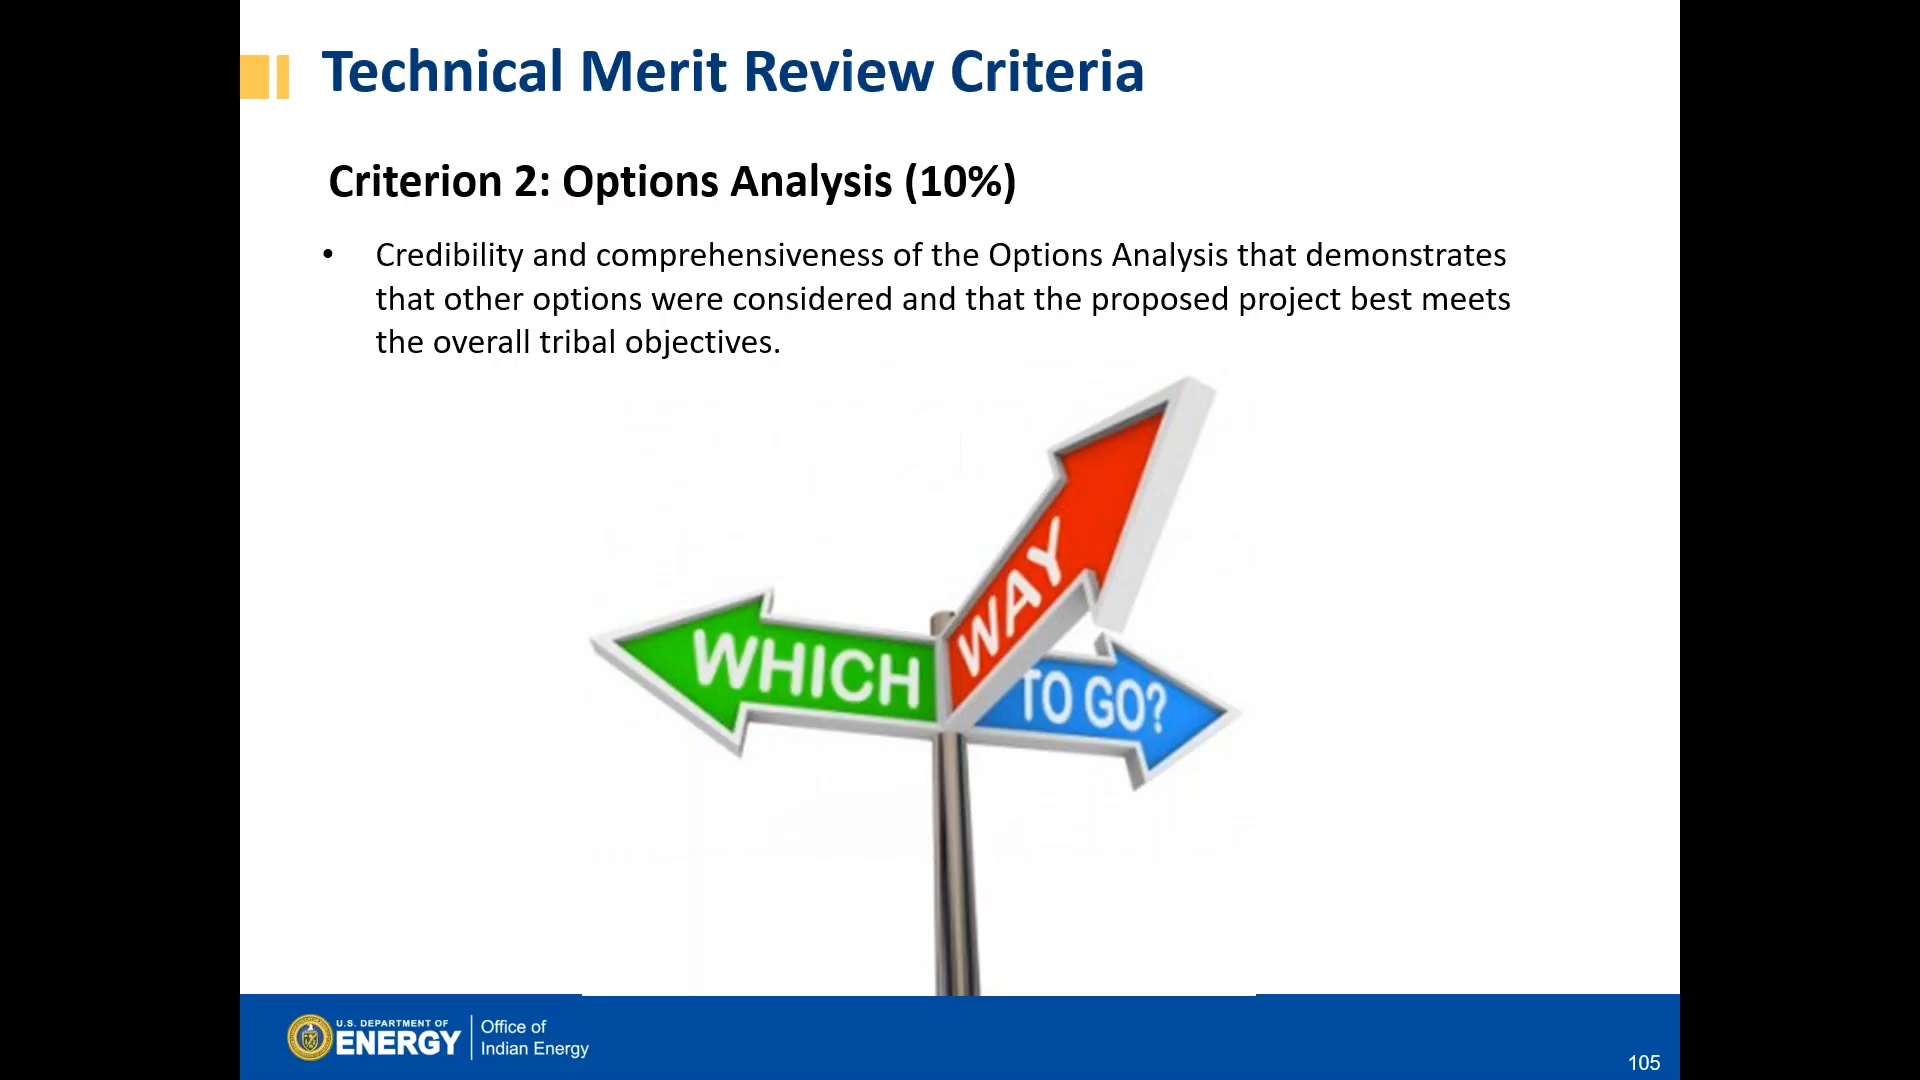 Technical Merit Review Criteria
Criterion 2: Options Analysis (10%)
• Credibility and comprehensiveness of the Options Analysis that demonstrates
that other options were considered and that the proposed project best meets
the overall tribal objectives.
WHICH
WAY
TO GO?
U.S. DEPARTMENT OF
ENERGY
Office of
Indian Energy
105